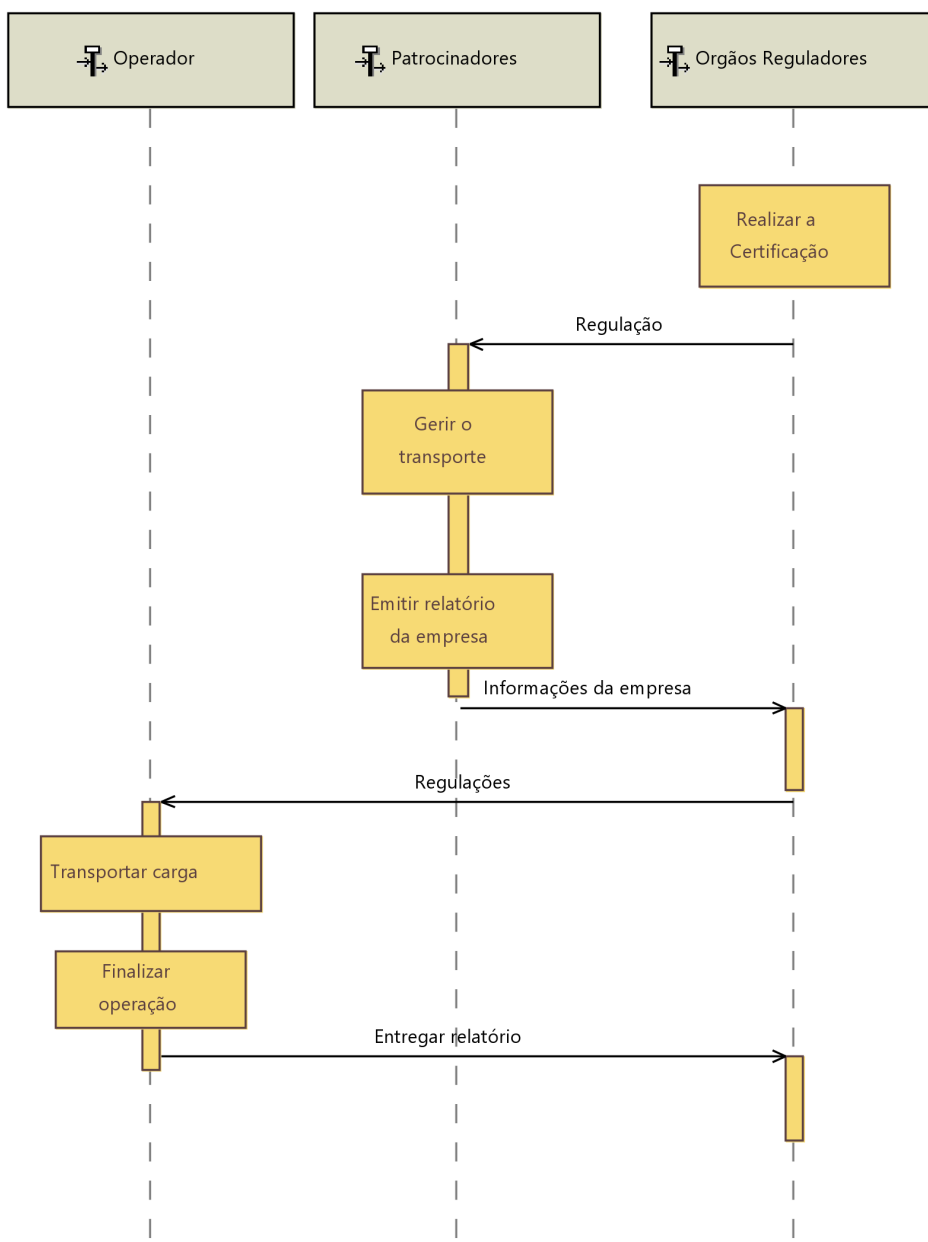 Operador
Patrocinadores
Orgãos Reguladores
Realizar a
Certificação
Regulação
Gerir o
transporte
Emitir relatório
da empresa
Informações da empresa
Regulações
Transportar carga
Finalizar
operação
Entregar relatório